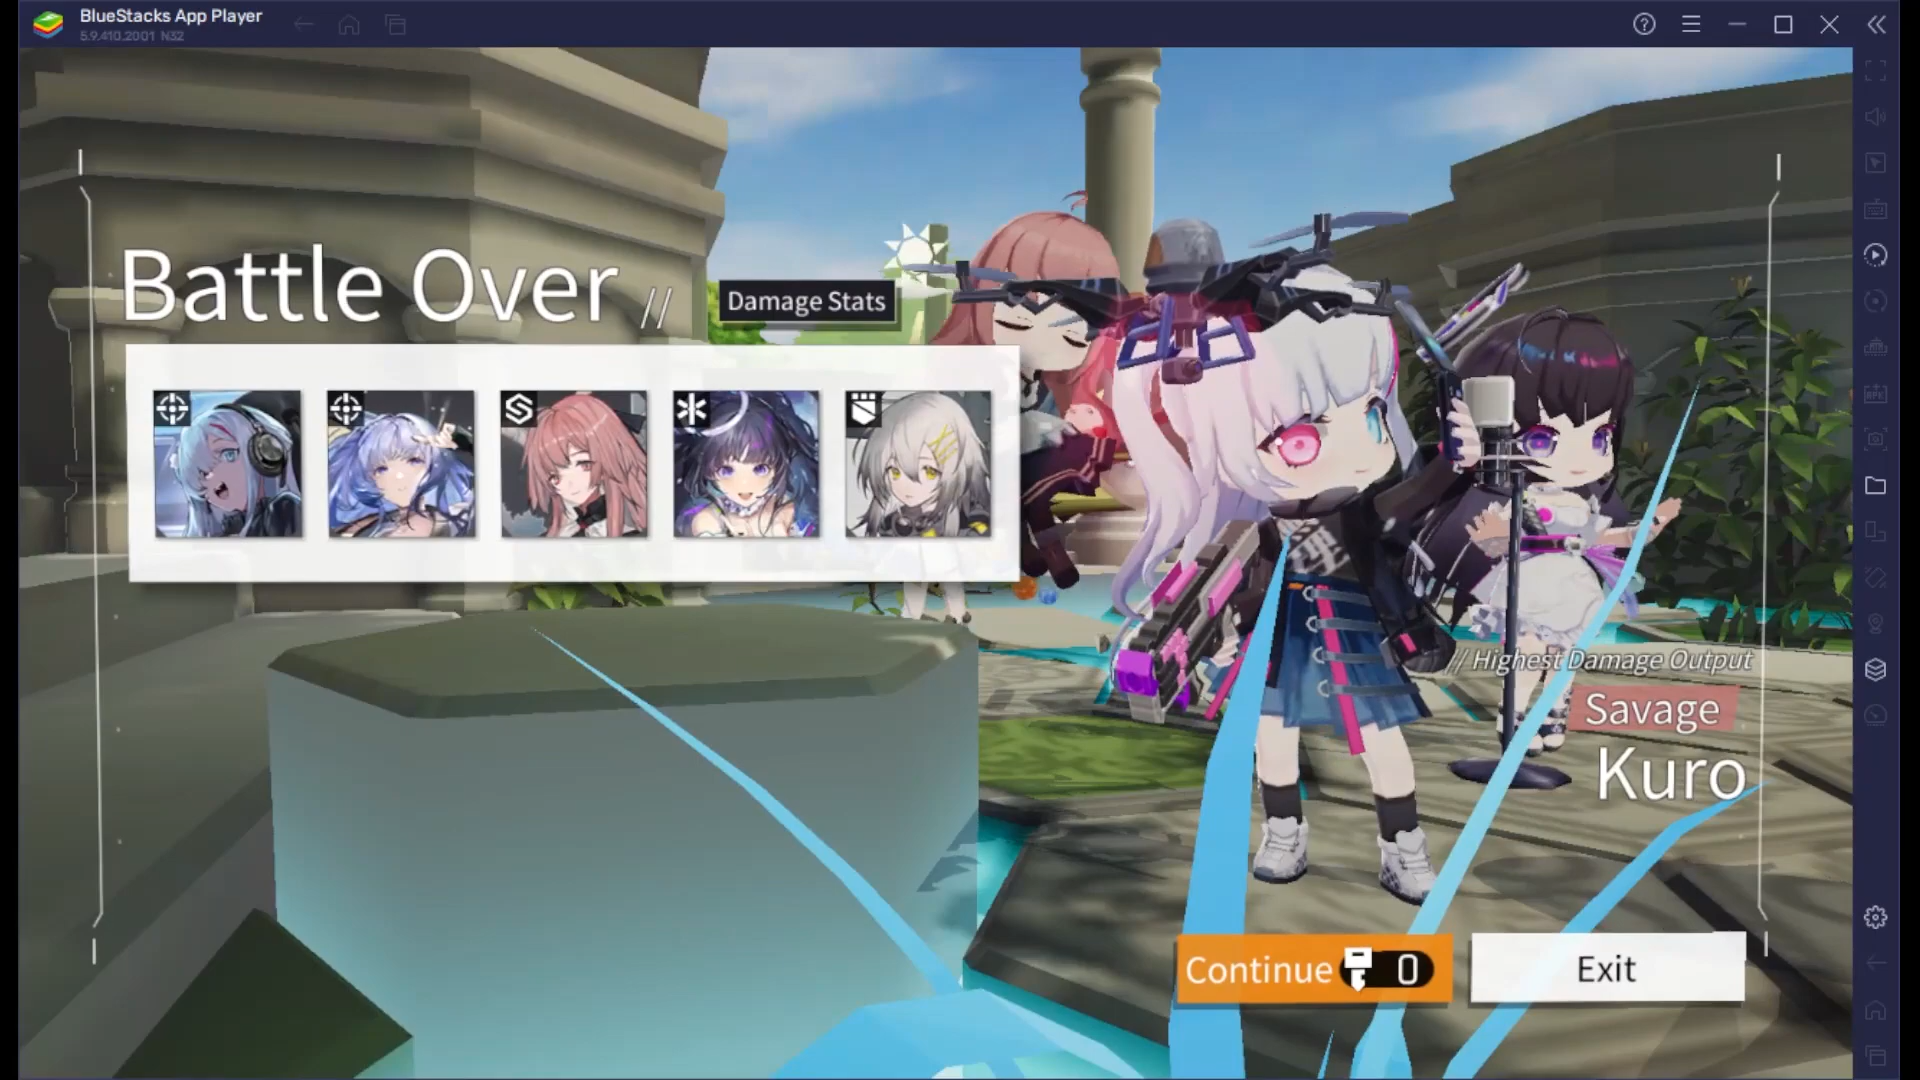 BlueStacks App Player
5.9.410.2001 N32
Battle Over //
Damage Stats
理
// Highest Damage Output
Savage
Kuro
Continue 0
Exit